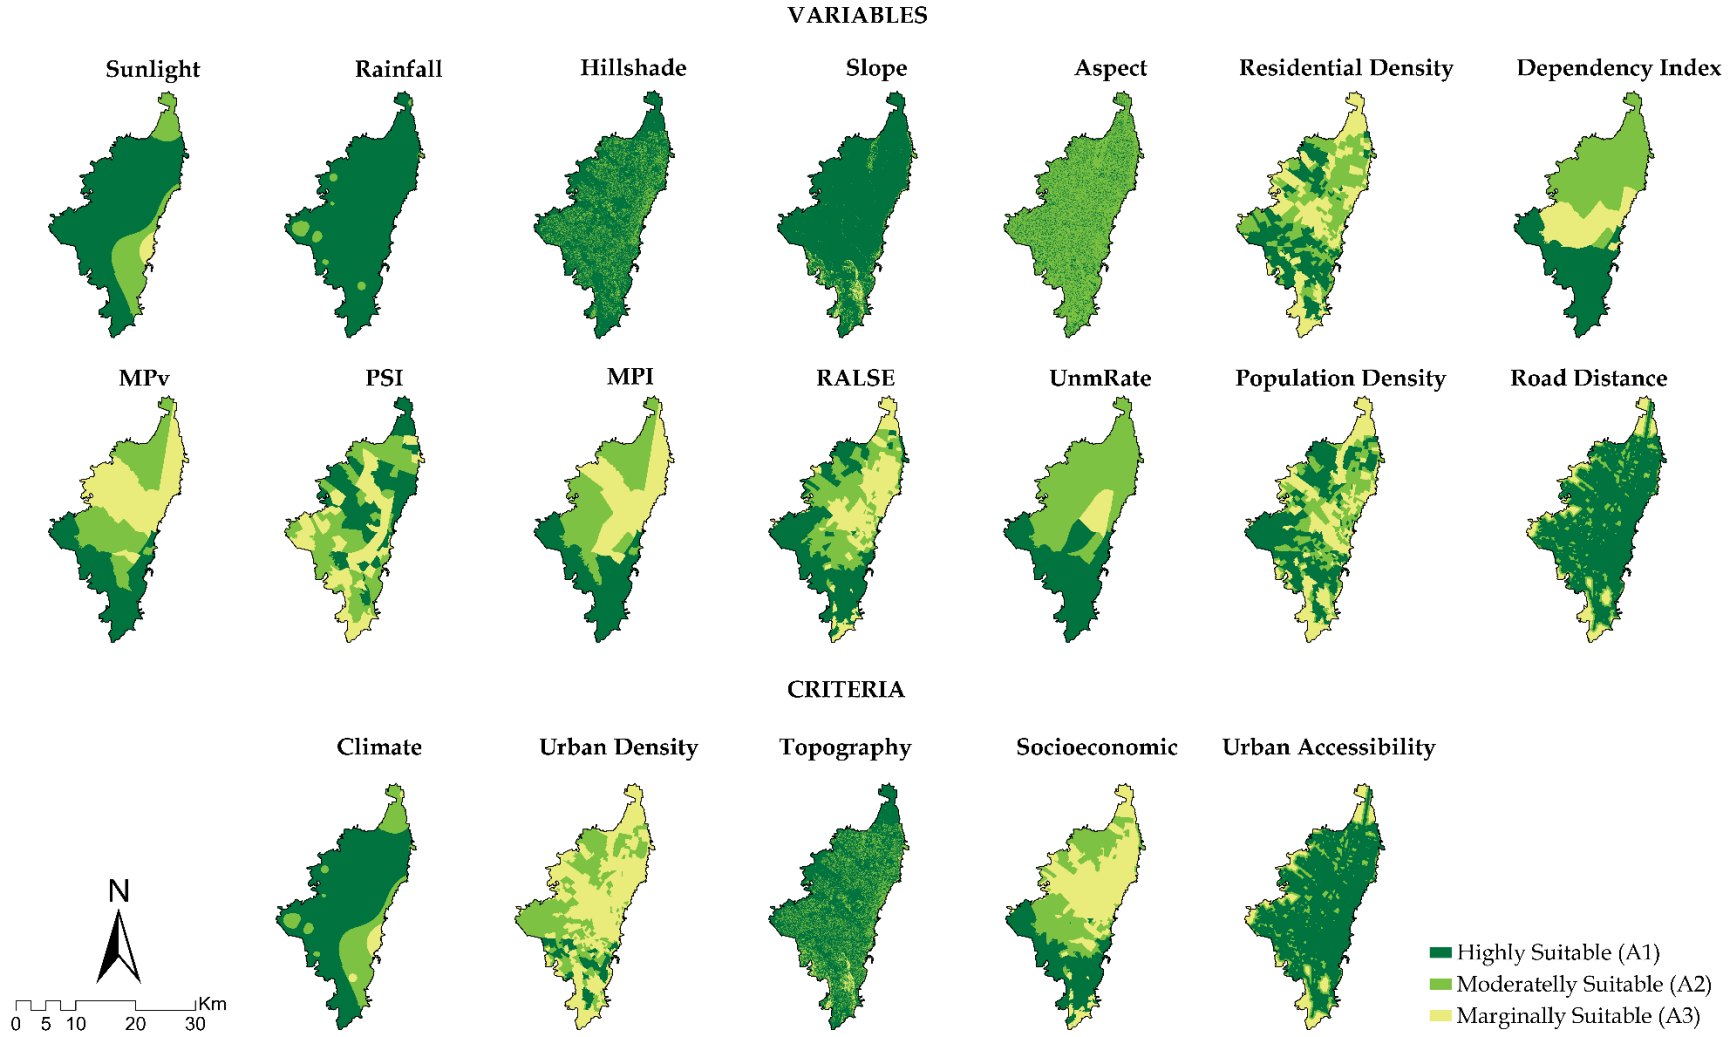 VARIABLES
Sunlight Rainfall Hillshade Slope Aspect Residential Density Dependency Index
MPv PSI MPI RALSE UnmRate Population Density Road Distance
CRITERIA
Climate Urban Density Topography Socioeconomic Urban Accessibility
N
Km
0 5 10 20 30
Highly Suitable (A1)
Moderatelly Suitable (A2)
Marginally Suitable (A3)